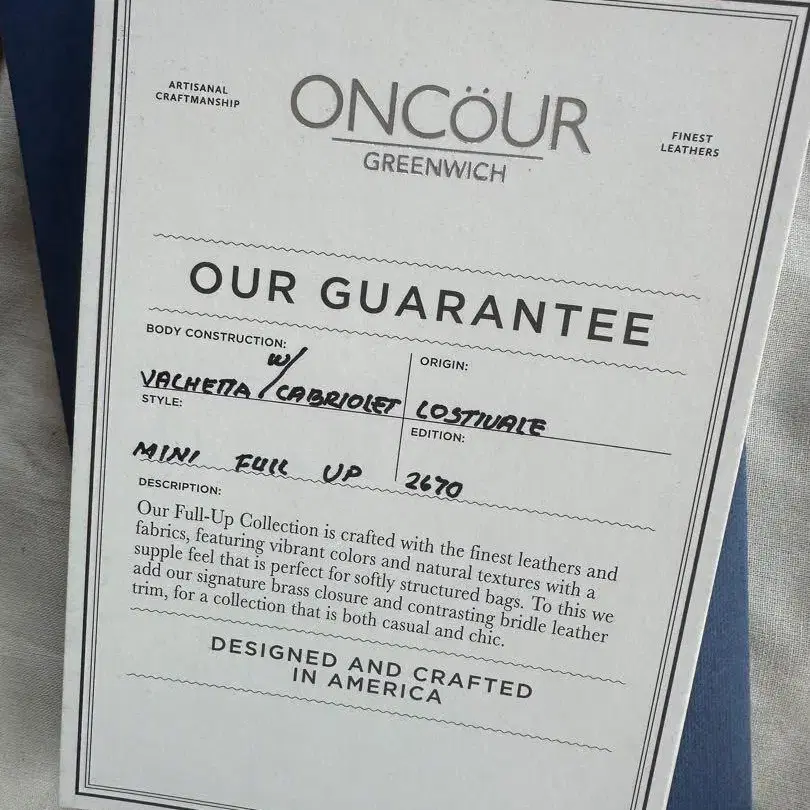 ARTISANAL
CRAFTMANSHIP
ONCÖUR
GREENWICH
FINEST
LEATHERS
OUR GUARANTEE
BODY CONSTRUCTION:
VACHETTA W/ CABRIOLET
ORIGIN:
LOSTIVALE
STYLE:
MINI FULL UP
EDITION:
2670
DESCRIPTION:
Our Full-Up Collection is crafted with the finest leathers and
fabrics, featuring vibrant colors and natural textures with a
supple feel that is perfect for softly structured bags. To this we
add our signature brass closure and contrasting bridle leather
trim, for a collection that is both casual and chic.
DESIGNED AND CRAFTED
IN AMERICA